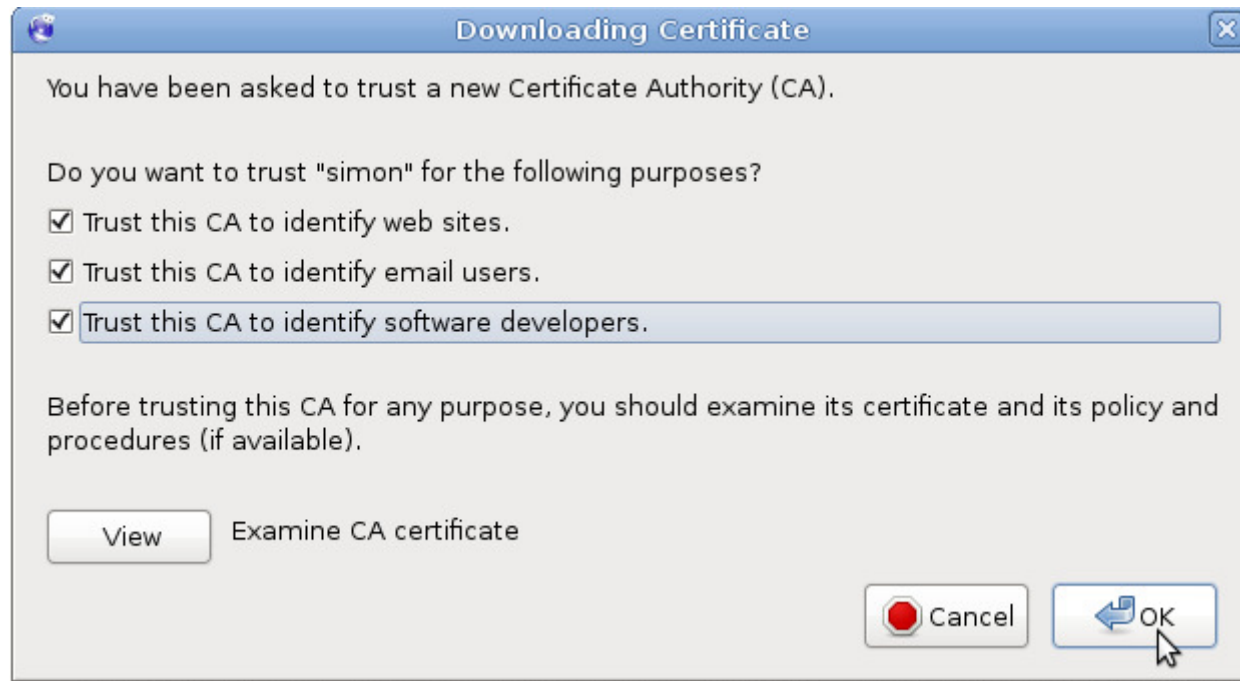 Downloading Certificate
You have been asked to trust a new Certificate Authority (CA).
Do you want to trust "simon" for the following purposes?
Trust this CA to identify web sites.
Trust this CA to identify email users.
Trust this CA to identify software developers.
Before trusting this CA for any purpose, you should examine its certificate and its policy and
procedures (if available).
View Examine CA certificate
Cancel OK